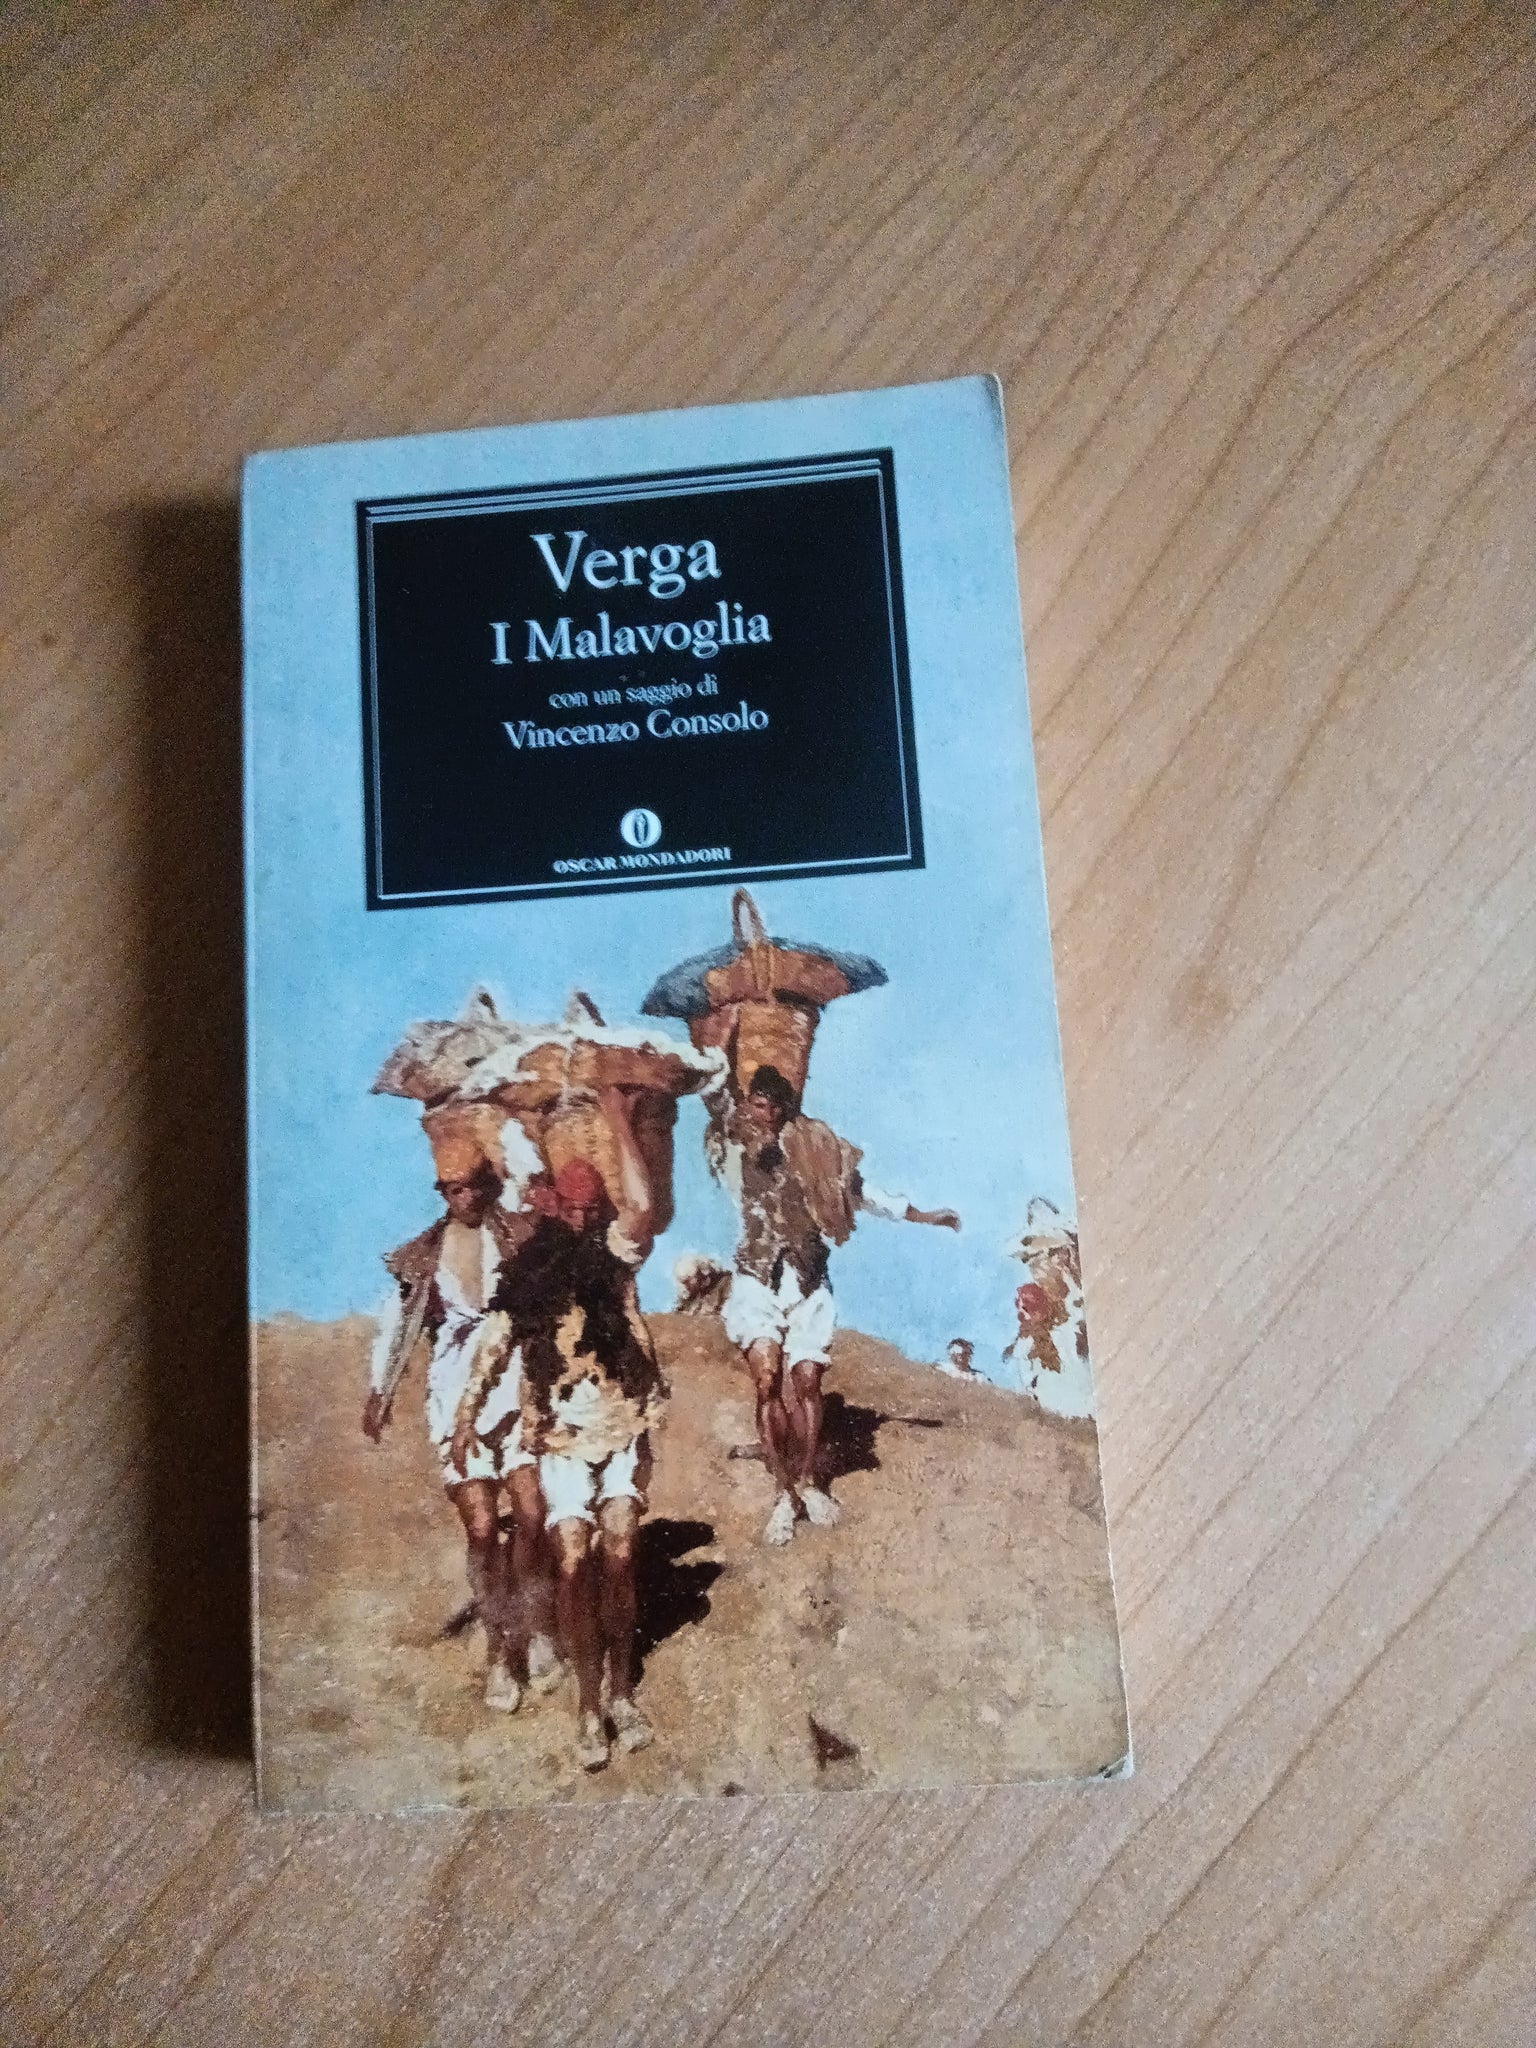 Verga
I Malavoglia
con un saggio di
Vincenzo Consolo
OSCAR MONDADORI